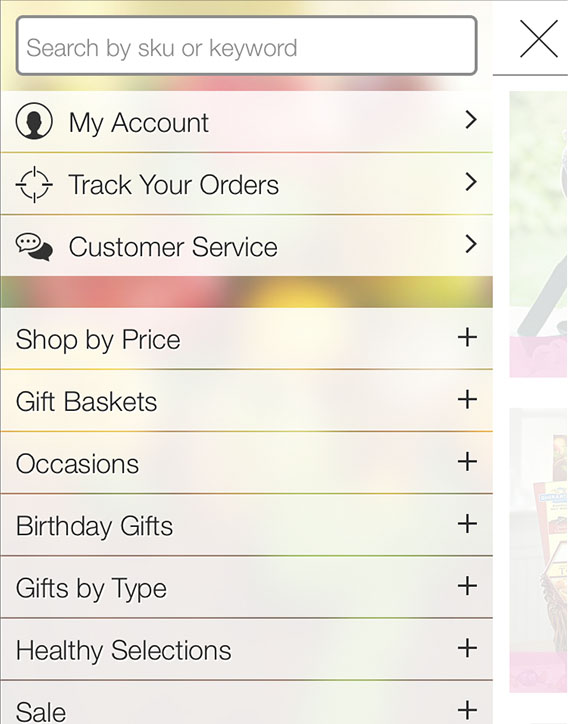 Search by sku or keyword
My Account
Track Your Orders
Customer Service
Shop by Price
Gift Baskets
Occasions
Birthday Gifts
Gifts by Type
Healthy Selections
Sale